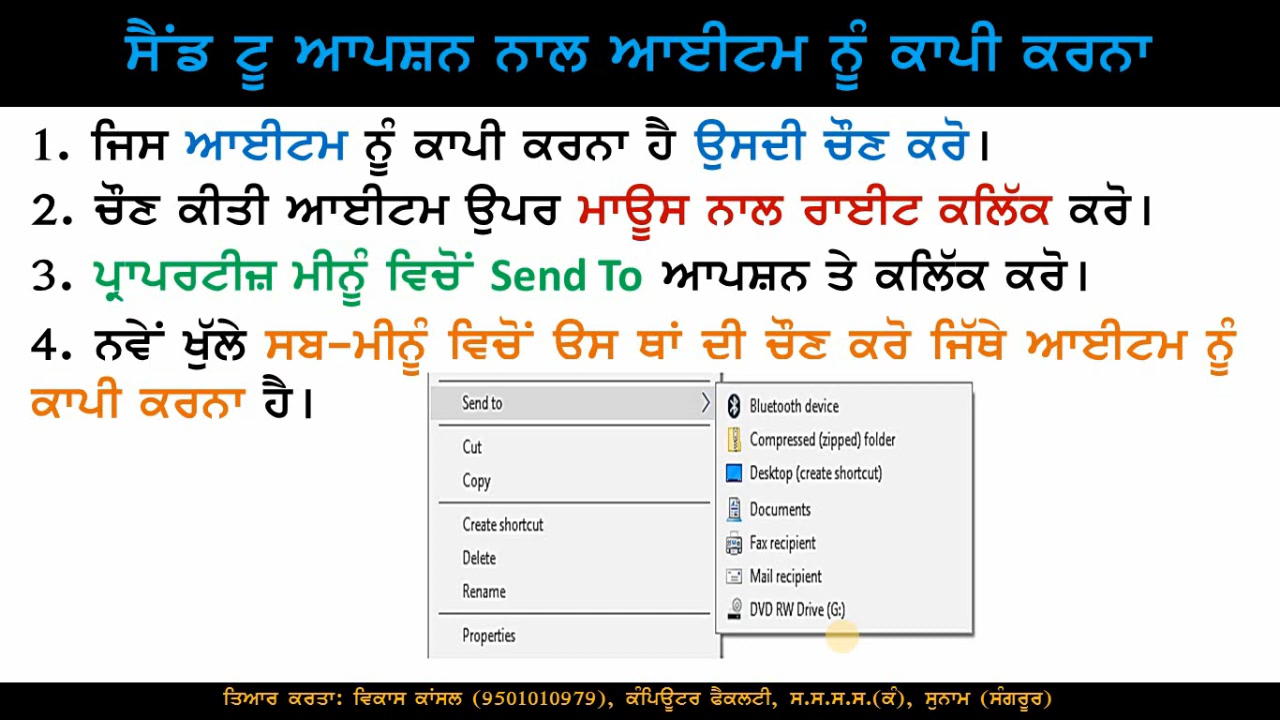 ਸੈਂਡ ਟੂ ਆਪਸ਼ਨ ਨਾਲ ਆਈਟਮ ਨੂੰ ਕਾਪੀ ਕਰਨਾ
1. ਜਿਸ ਆਈਟਮ ਨੂੰ ਕਾਪੀ ਕਰਨਾ ਹੈ ਉਸਦੀ ਚੌਣ ਕਰੋ।
2. ਚੌਣ ਕੀਤੀ ਆਈਟਮ ਉਪਰ ਮਾਊਸ ਨਾਲ ਰਾਈਟ ਕਲਿੱਕ ਕਰੋ।
3. ਪ੍ਰਾਪਰਟੀਜ਼ ਮੀਨੂੰ ਵਿਚੋਂ Send To ਆਪਸ਼ਨ ਤੇ ਕਲਿੱਕ ਕਰੋ।
4. ਨਵੇਂ ਖੁੱਲੇ ਸਬ-ਮੀਨੂੰ ਵਿਚੋਂ ੳਸ ਥਾਂ ਦੀ ਚੌਣ ਕਰੋ ਜਿੱਥੇ ਆਈਟਮ ਨੂੰ
ਕਾਪੀ ਕਰਨਾ ਹੈ।
Send to
Cut
Copy
Create shortcut
Delete
Rename
Properties
Bluetooth device
Compressed (zipped) folder
Desktop (create shortcut)
Documents
Fax recipient
Mail recipient
DVD RW Drive (G:)
ਤਿਆਰ ਕਰਤਾ: ਵਿਕਾਸ ਕਾਂਸਲ (9501010979), ਕੰਪਿਊਟਰ ਫੈਕਲਟੀ, ਸ.ਸ.ਸ.ਸ.(ਕੰ), ਸੁਨਾਮ (ਸੰਗਰੂਰ)